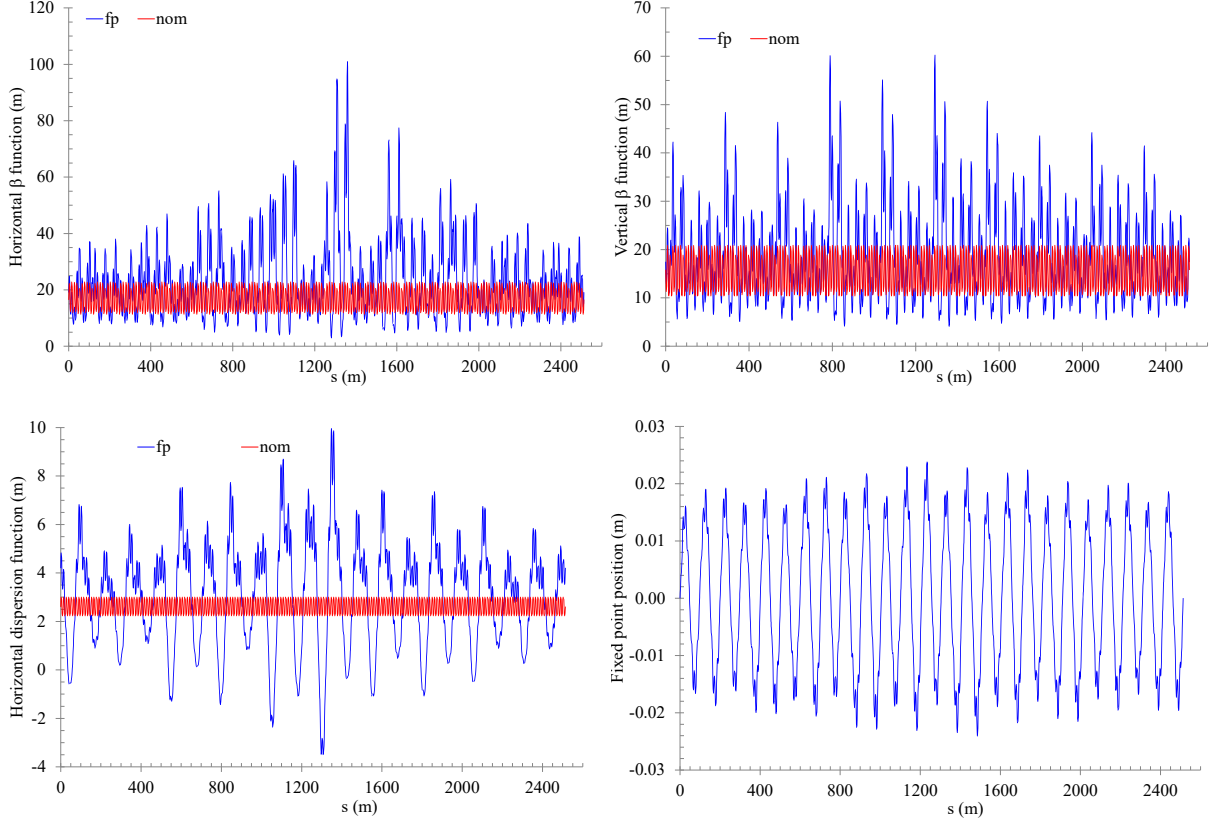 120
100
80
60
40
20
0
Horizontal β function (m)
fp
nom
0 400 800 1200 1600 2000 2400
s (m)
70
60
50
40
30
20
10
0
Vertical β function (m)
fp
nom
0 400 800 1200 1600 2000 2400
s (m)
10
8
6
4
2
0
-2
-4
Horizontal dispersion function (m)
fp
nom
0 400 800 1200 1600 2000 2400
s (m)
0.03
0.02
0.01
0.00
-0.01
-0.02
-0.03
Fixed point position (m)
0 400 800 1200 1600 2000 2400
s (m)